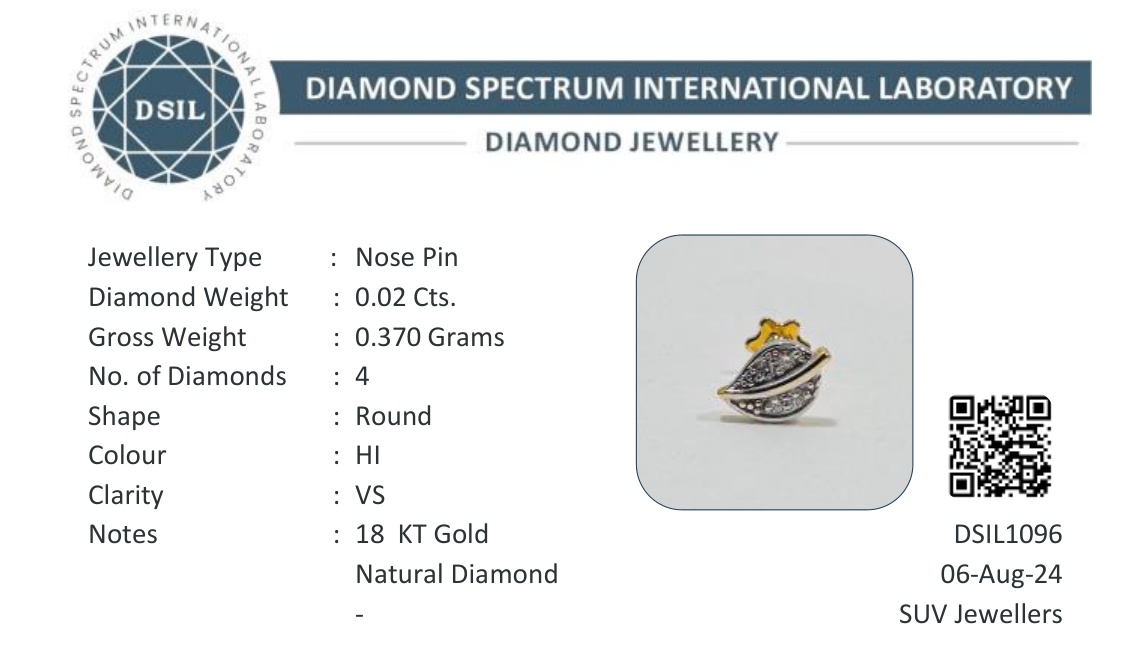 DIAMOND SPECTRUM INTERNATIONAL LABORATORY
DSIL
DIAMOND SPECTRUM INTERNATIONAL LABORATORY
DIAMOND JEWELLERY
Jewellery Type : Nose Pin
Diamond Weight : 0.02 Cts.
Gross Weight : 0.370 Grams
No. of Diamonds : 4
Shape : Round
Colour : HI
Clarity : VS
Notes : 18 KT Gold
Natural Diamond
-
DSIL1096
06-Aug-24
SUV Jewellers